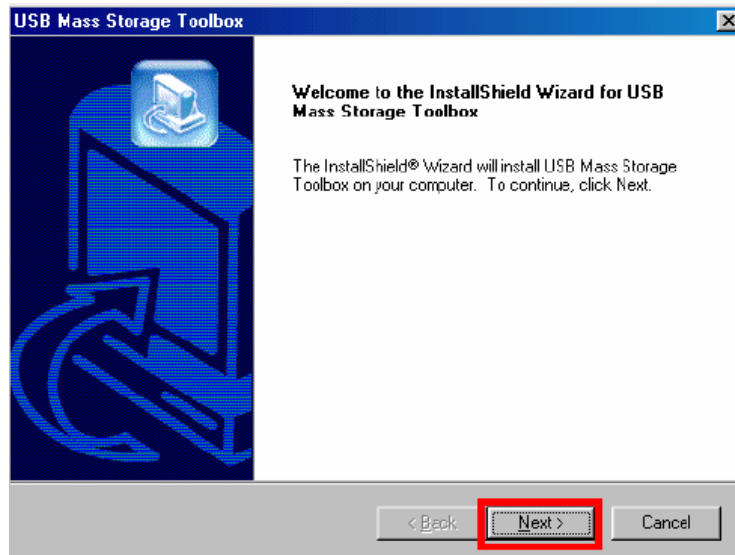 USB Mass Storage Toolbox
Welcome to the InstallShield Wizard for USB
Mass Storage Toolbox
The InstallShield® Wizard will install USB Mass Storage
Toolbox on your computer. To continue, click Next.
< Back
Next >
Cancel